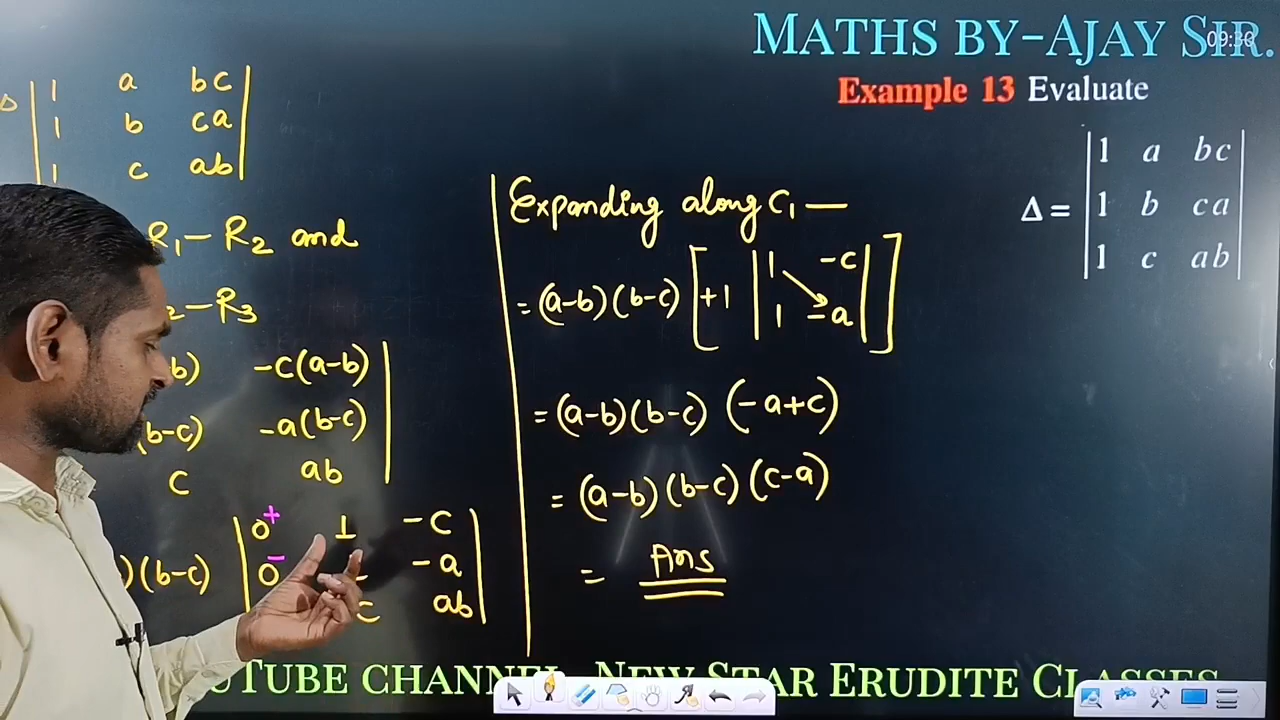 MATHS BY-AJAY SIR.
09:36
Example 13 Evaluate
Δ = | 1 a bc |
| 1 b ca |
| 1 c ab |
Δ | 1 a bc |
| 1 b ca |
| 1 c ab |
R₁-R₂ and
-R₃
b) -c(a-b) |
(b-c) -a(b-c) |
c ab |
| 0⁺ 1 -c |
)(b-c) | 0⁻ -a |
c ab |
Expanding along C₁ —
= (a-b)(b-c) [ +1 | 1 -c | ]
| 1 -a |
= (a-b)(b-c) (-a+c)
= (a-b)(b-c)(c-a)
= Ans
TUBE CHANNEL New Star Erudite Classes